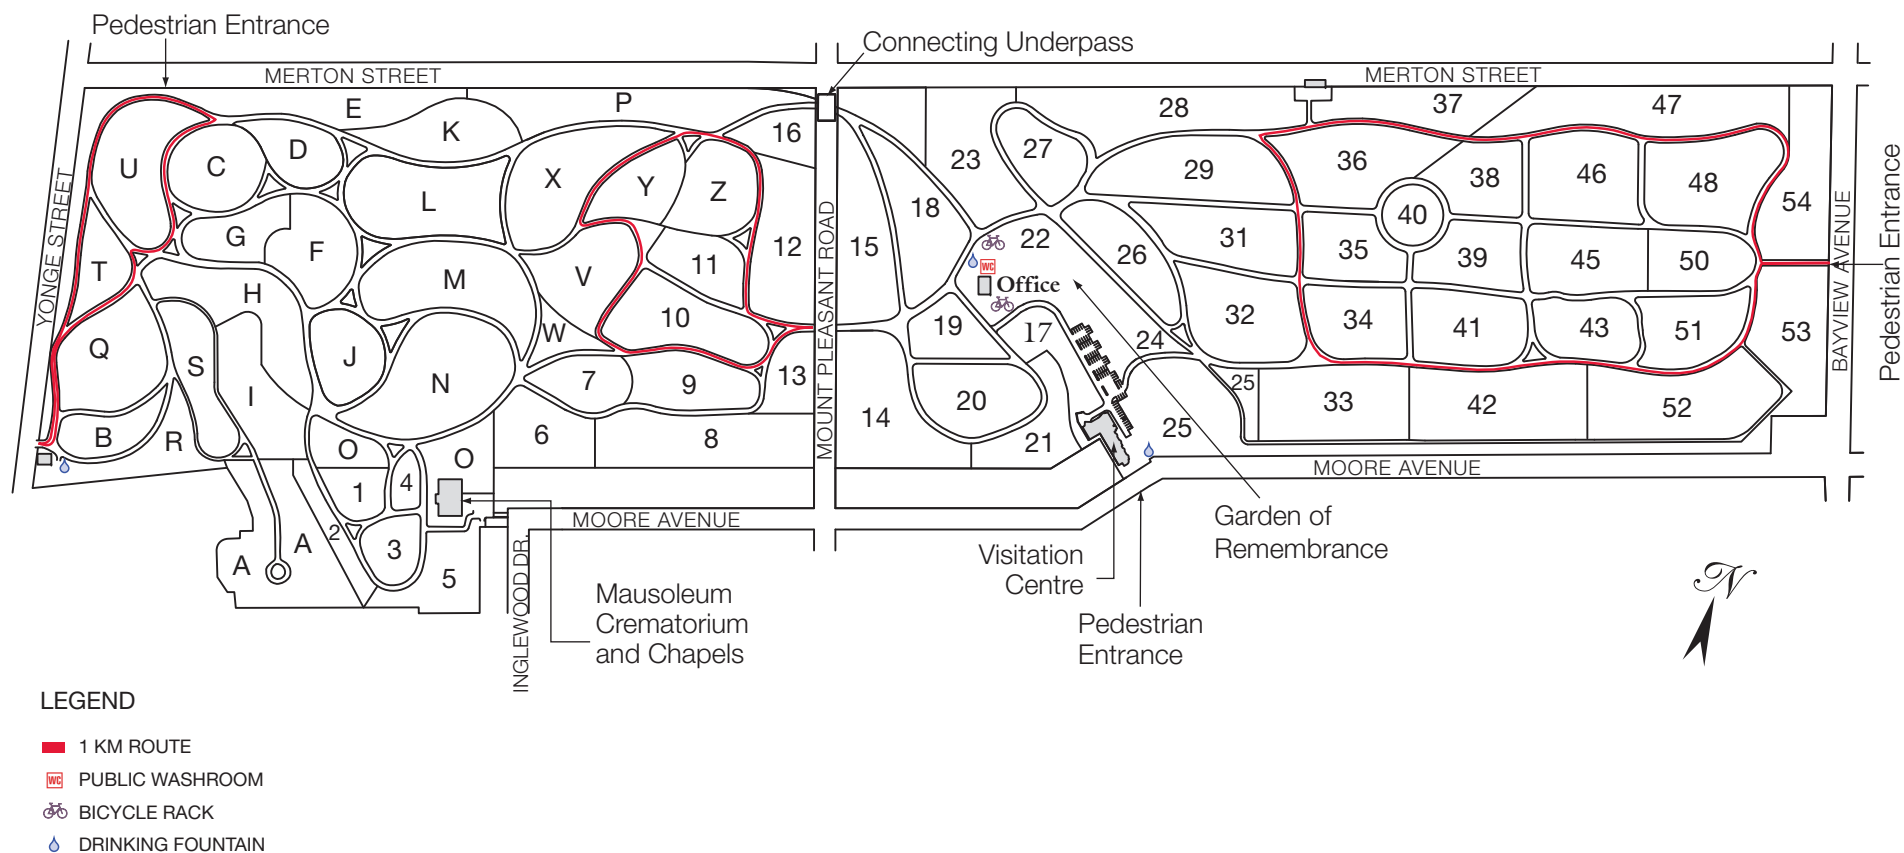 Pedestrian Entrance
Connecting Underpass
MERTON STREET
MERTON STREET
E
P
K
D
C
U
L
X
Y
Z
16
G
F
T
H
M
V
11
12
W
10
Q
S
J
N
I
7
9
13
B
R
O
O
6
8
1
4
2
3
A
A
5
YONGE STREET
MOUNT PLEASANT ROAD
15
18
23
27
28
37
47
29
36
38
46
48
54
40
22
26
31
35
39
45
50
WC
Office
19
17
24
32
34
41
43
51
53
25
33
42
52
20
14
21
25
BAYVIEW AVENUE
Pedestrian Entrance
MOORE AVENUE
MOORE AVENUE
INGLEWOOD DR.
Garden of
Remembrance
Visitation
Centre
Pedestrian
Entrance
Mausoleum
Crematorium
and Chapels
N
LEGEND
1 KM ROUTE
WC PUBLIC WASHROOM
BICYCLE RACK
DRINKING FOUNTAIN